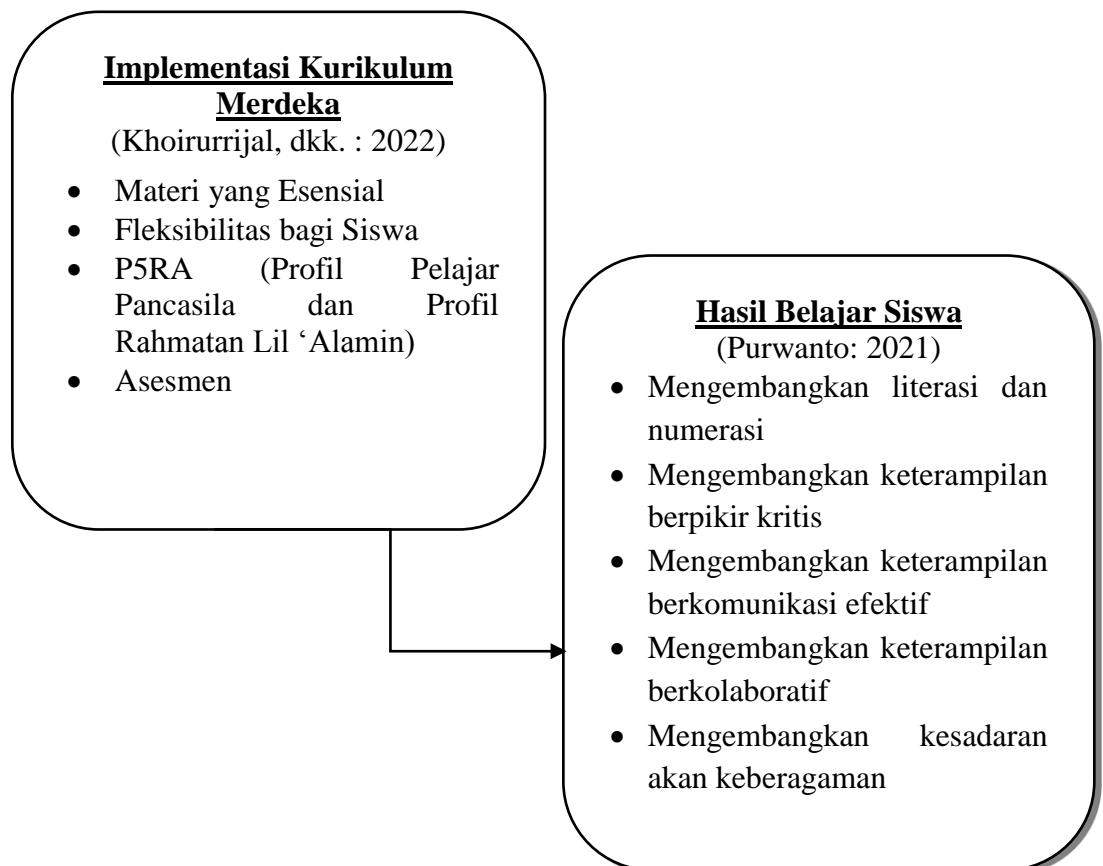 Implementasi Kurikulum
Merdeka
(Khoirurrijal, dkk. : 2022)
• Materi yang Esensial
• Fleksibilitas bagi Siswa
• P5RA (Profil Pelajar
Pancasila dan Profil
Rahmatan Lil ‘Alamin)
• Asesmen
Hasil Belajar Siswa
(Purwanto: 2021)
• Mengembangkan literasi dan
numerasi
• Mengembangkan keterampilan
berpikir kritis
• Mengembangkan keterampilan
berkomunikasi efektif
• Mengembangkan keterampilan
berkolaboratif
• Mengembangkan kesadaran
akan keberagaman